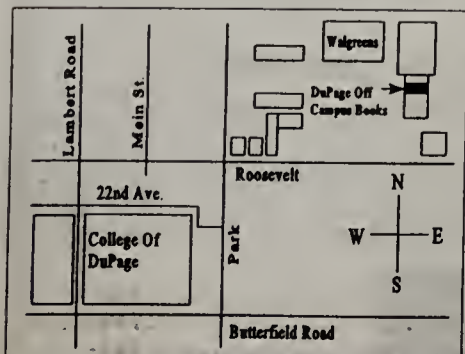 Walgreens
Lambert Road
Main St.
DuPage Off
Campus Books
Roosevelt
22nd Ave.
N
College Of
DuPage
Park
W
E
S
Butterfield Road